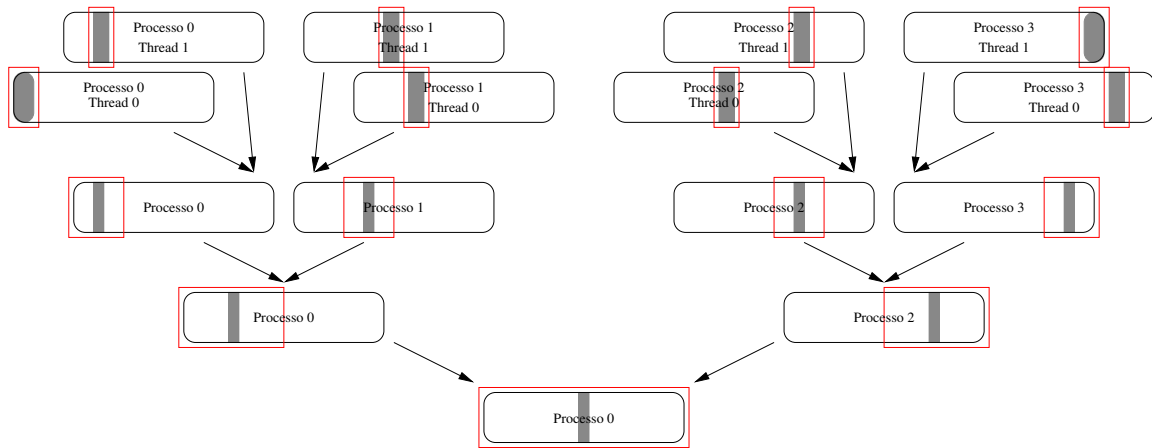 Processo 0
Thread 1
Processo 1
Thread 1
Processo 2
Thread 1
Processo 3
Thread 1
Processo 0
Thread 0
Processo 1
Thread 0
Processo 2
Thread 0
Processo 3
Thread 0
Processo 0
Processo 1
Processo 2
Processo 3
Processo 0
Processo 2
Processo 0